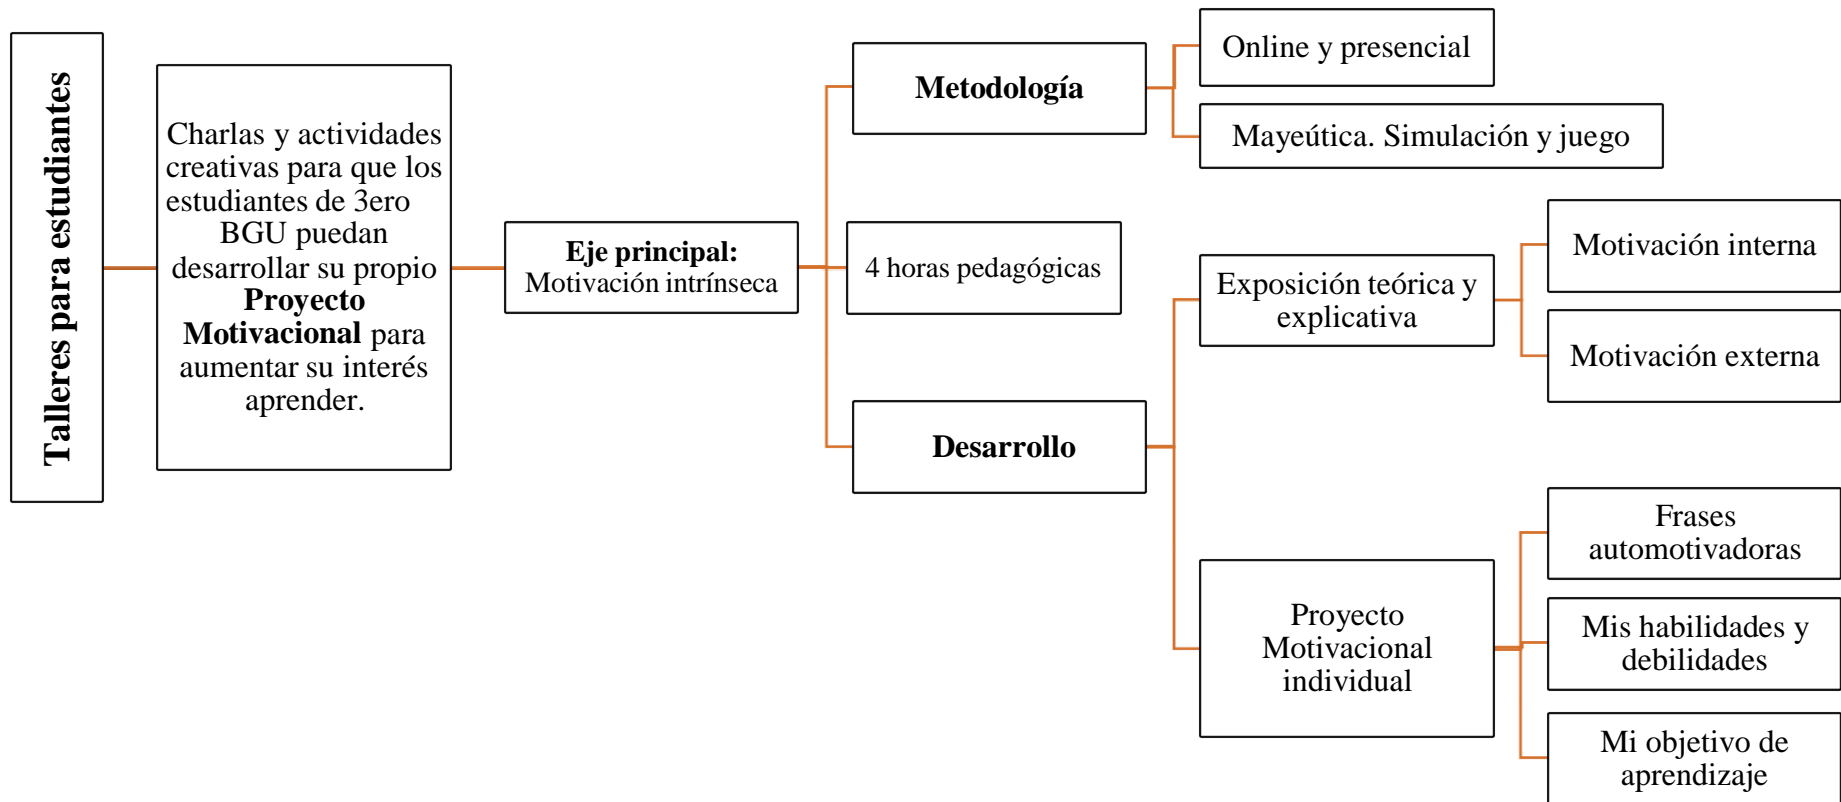 Talleres para estudiantes
Charlas y actividades
creativas para que los
estudiantes de 3ero
BGU puedan
desarrollar su propio
Proyecto
Motivacional para
aumentar su interés
aprender.
Eje principal:
Motivación intrínseca
Metodología
Online y presencial
Mayeútica. Simulación y juego
4 horas pedagógicas
Desarrollo
Exposición teórica y
explicativa
Motivación interna
Motivación externa
Proyecto
Motivacional
individual
Frases
automotivadoras
Mis habilidades y
debilidades
Mi objetivo de
aprendizaje